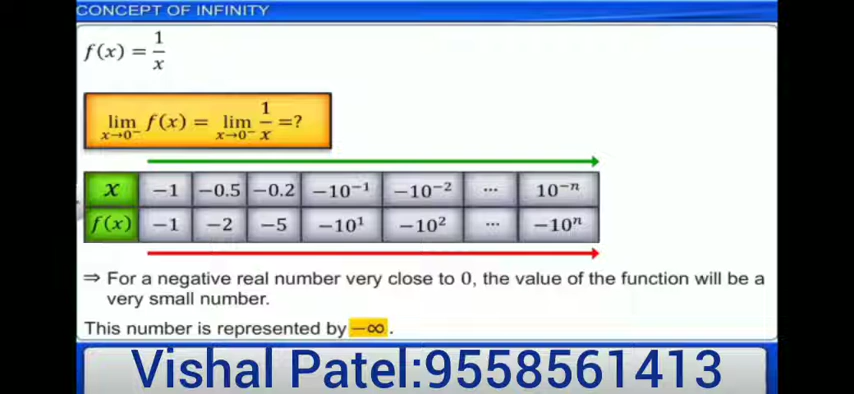 CONCEPT OF INFINITY
f(x) = 1/x
lim x→0⁻ f(x) = lim x→0⁻ 1/x =?
x −1 −0.5 −0.2 −10⁻¹ −10⁻² ... 10⁻ⁿ
f(x) −1 −2 −5 −10¹ −10² ... −10ⁿ
⇒ For a negative real number very close to 0, the value of the function will be a
very small number.
This number is represented by −∞.
Vishal Patel:9558561413